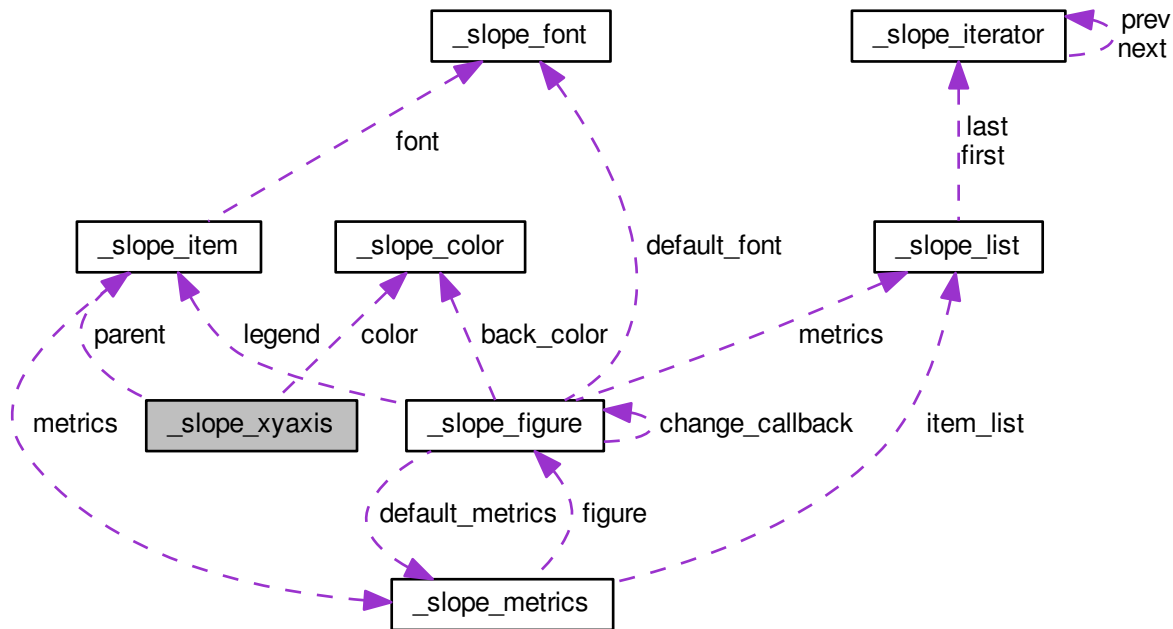 _slope_font
_slope_iterator
prev
next
font
last
first
_slope_item
_slope_color
default_font
_slope_list
parent
legend
color
back_color
metrics
metrics
_slope_xyaxis
_slope_figure
change_callback
item_list
default_metrics
figure
_slope_metrics